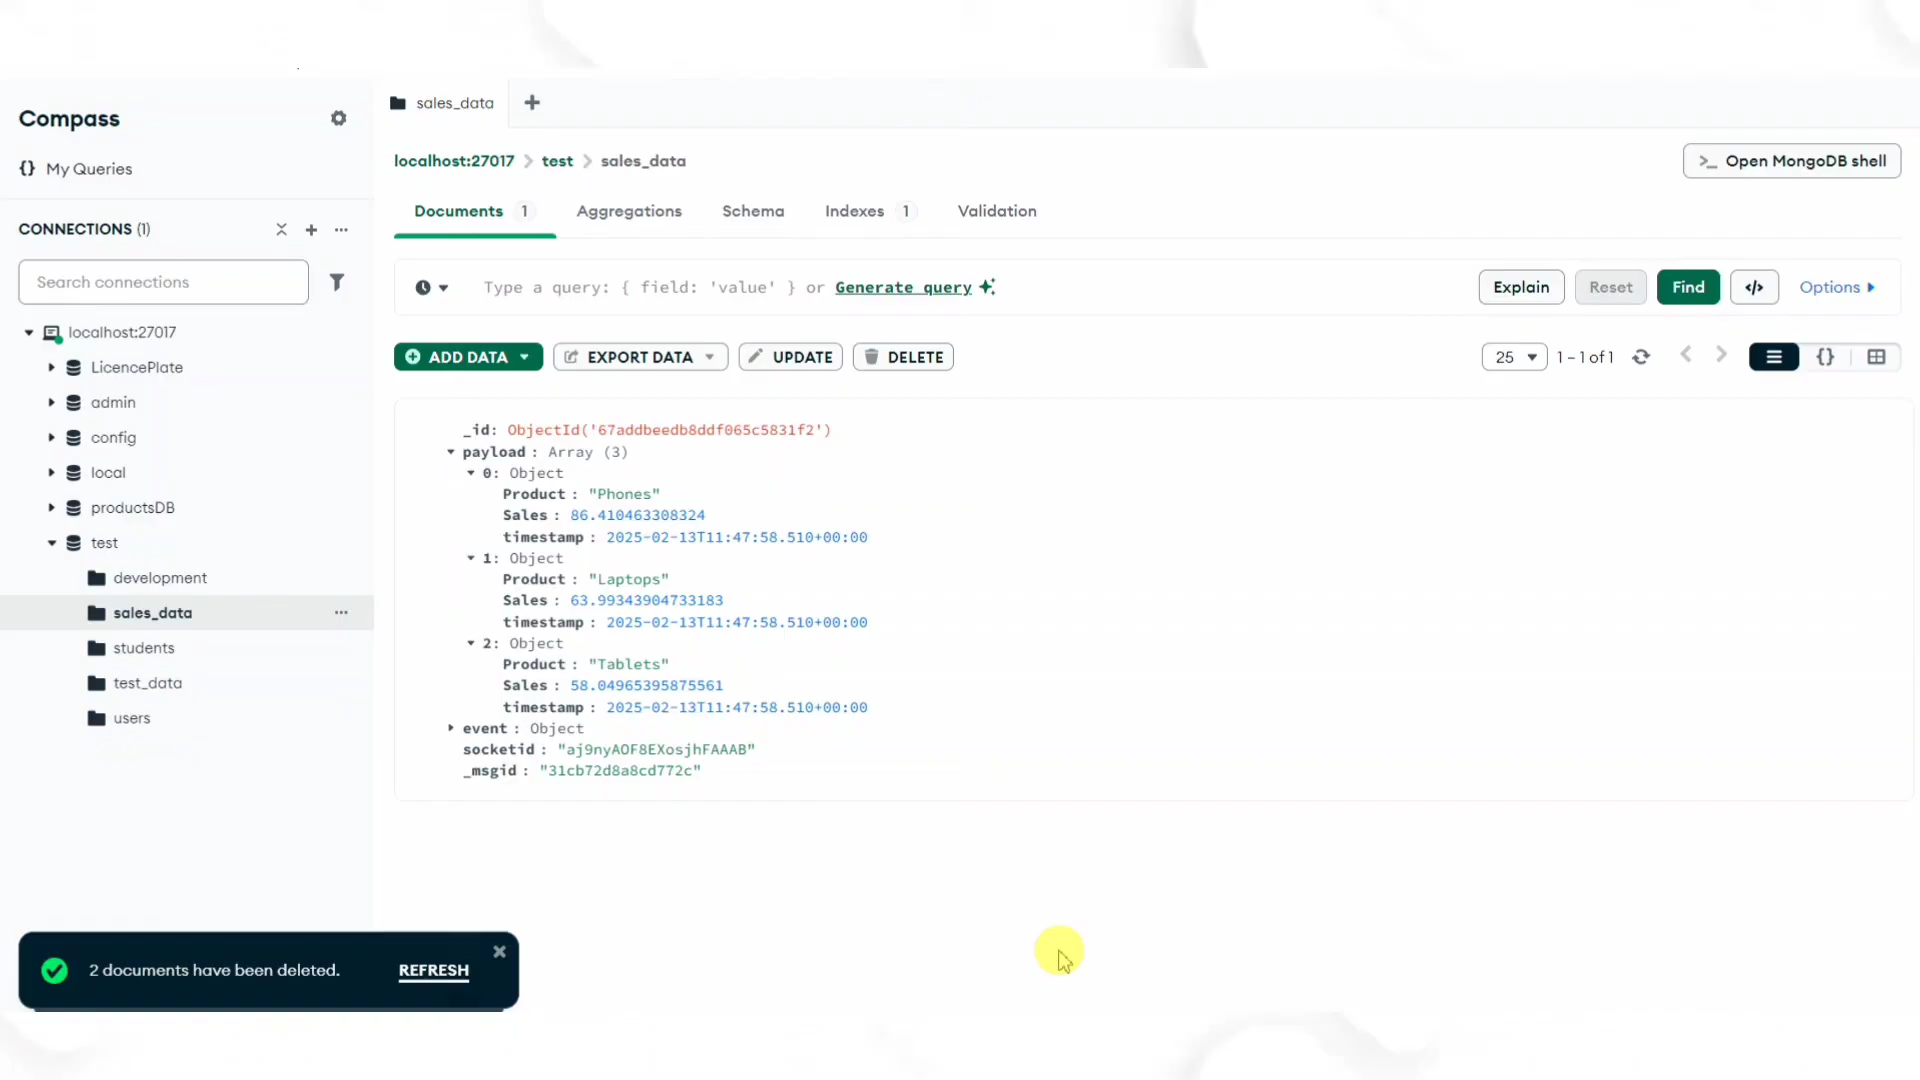 Compass
My Queries
CONNECTIONS (1)
Search connections
localhost:27017
LicencePlate
admin
config
local
productsDB
test
development
sales_data
students
test_data
users
sales_data
localhost:27017 > test > sales_data
>_ Open MongoDB shell
Documents 1 Aggregations Schema Indexes 1 Validation
Type a query: { field: 'value' } or Generate query
Explain Reset Find </> Options
ADD DATA EXPORT DATA UPDATE DELETE
25 1 – 1 of 1
_id: ObjectId('67addbeedb8ddf065c5831f2')
payload : Array (3)
0: Object
Product : "Phones"
Sales : 86.410463308324
timestamp : 2025-02-13T11:47:58.510+00:00
1: Object
Product : "Laptops"
Sales : 63.99343904733183
timestamp : 2025-02-13T11:47:58.510+00:00
2: Object
Product : "Tablets"
Sales : 58.04965395875561
timestamp : 2025-02-13T11:47:58.510+00:00
event : Object
socketid : "aj9nyAOF8EXosjhFAAAB"
_msgid : "31cb72d8a8cd772c"
2 documents have been deleted. REFRESH